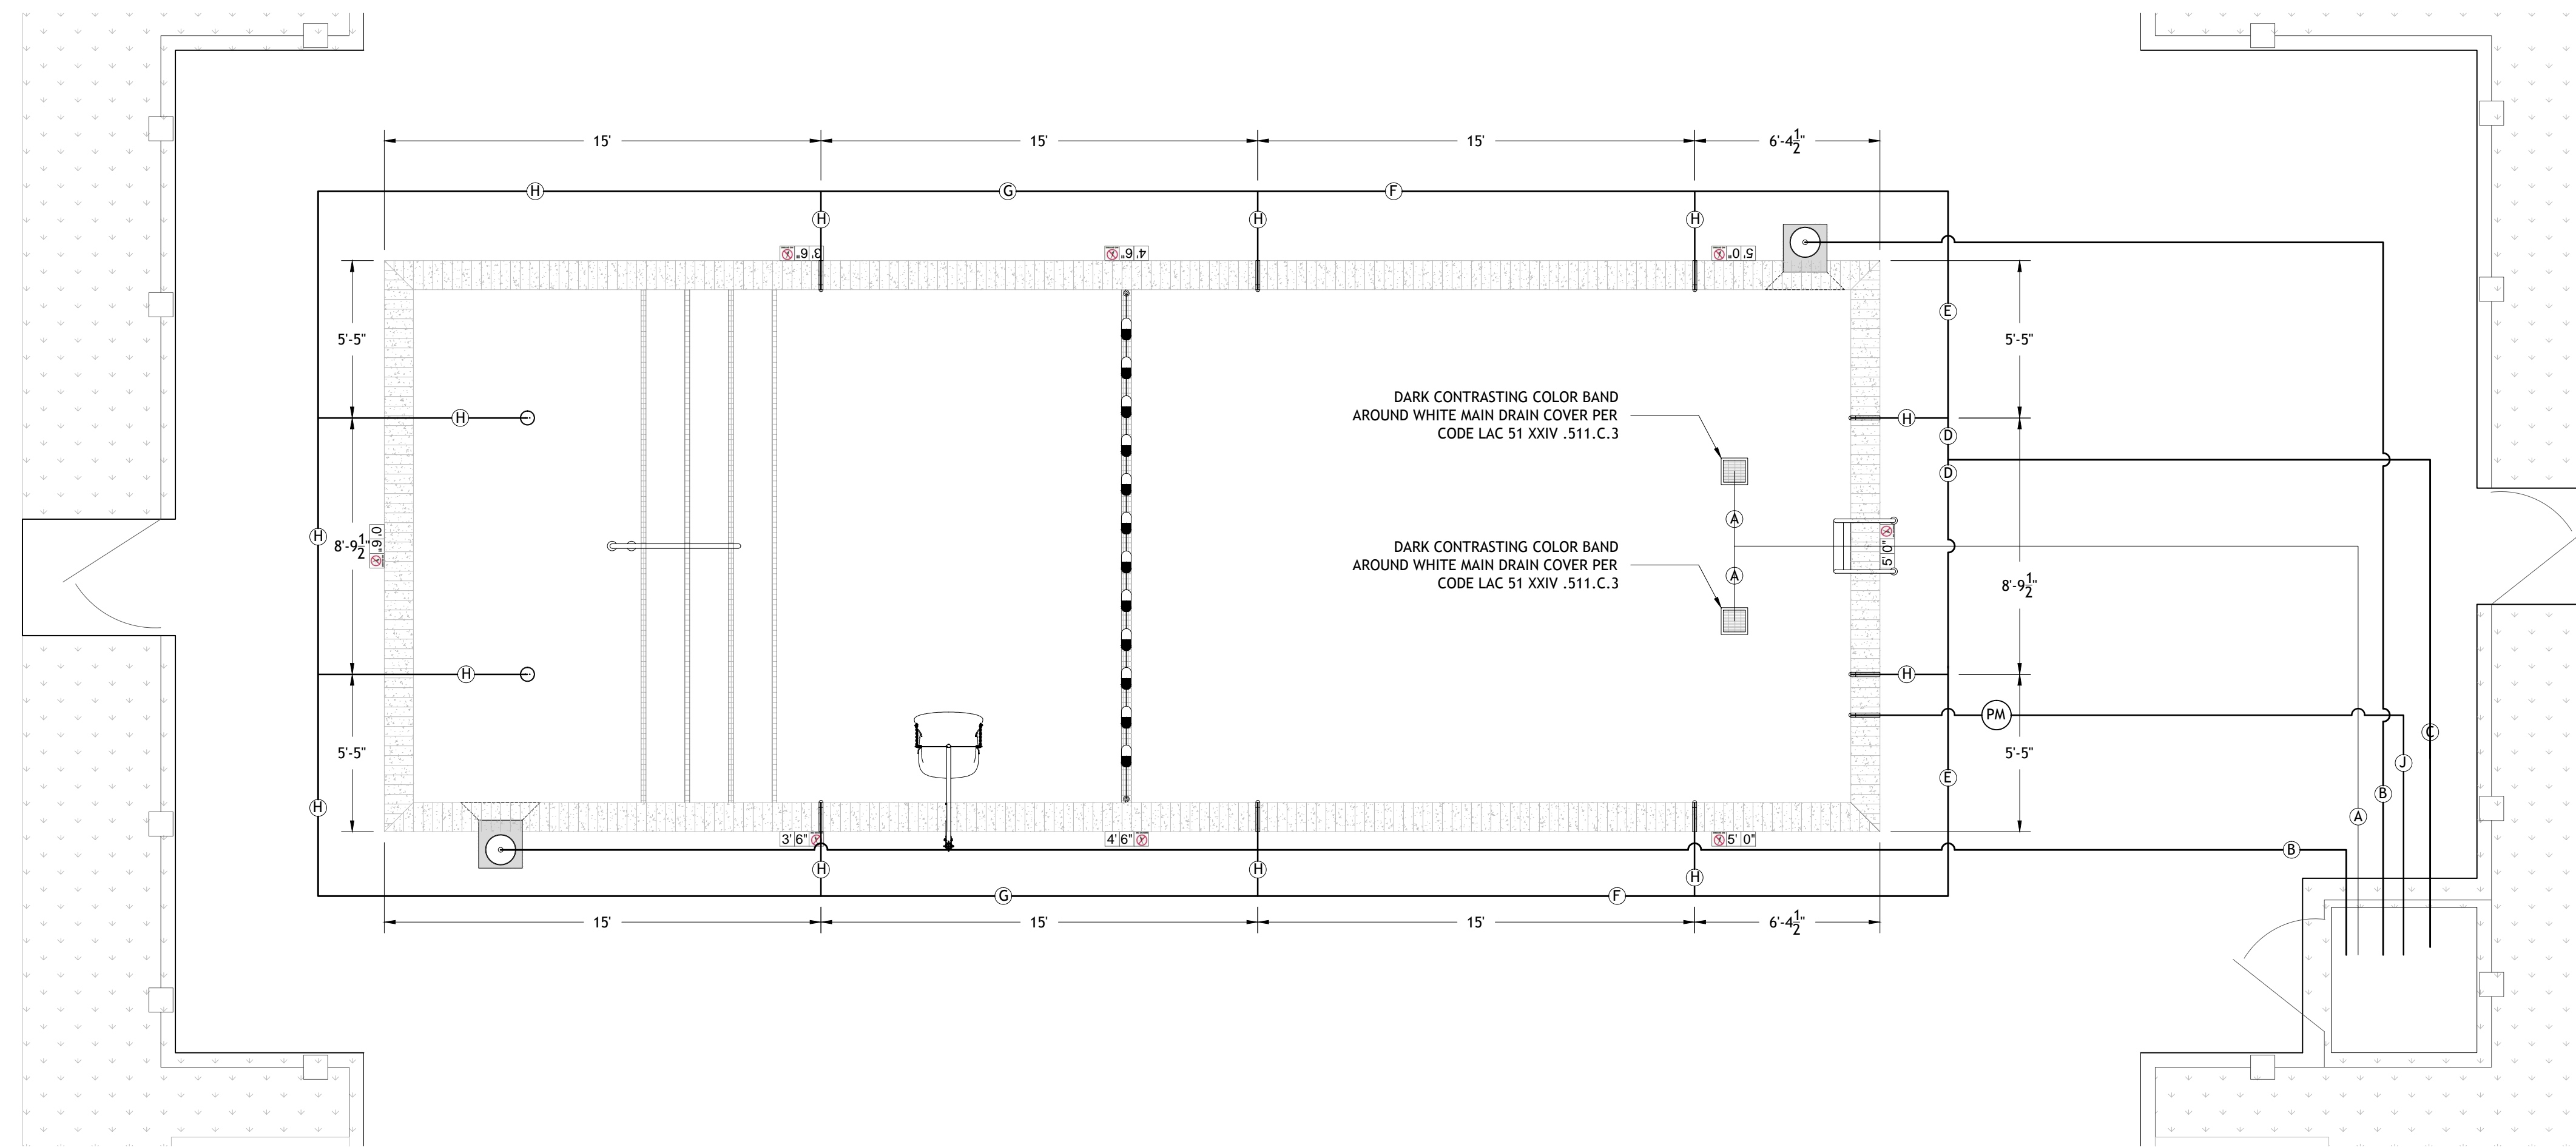 15'
15'
15'
6'-4 1/2"
H
G
F
H
H
H
3' 6"
4' 6"
5' 0"
E
5'-5"
5'-5"
DARK CONTRASTING COLOR BAND
AROUND WHITE MAIN DRAIN COVER PER
CODE LAC 51 XXIV .511.C.3
H
H
D
D
A
H
8'-9 1/2"
0' 6"
DARK CONTRASTING COLOR BAND
AROUND WHITE MAIN DRAIN COVER PER
CODE LAC 51 XXIV .511.C.3
A
5' 0"
8'-9 1/2"
H
H
PM
C
5'-5"
5'-5"
J
E
B
H
A
3' 6"
4' 6"
5' 0"
B
H
H
H
G
F
15'
15'
15'
6'-4 1/2"